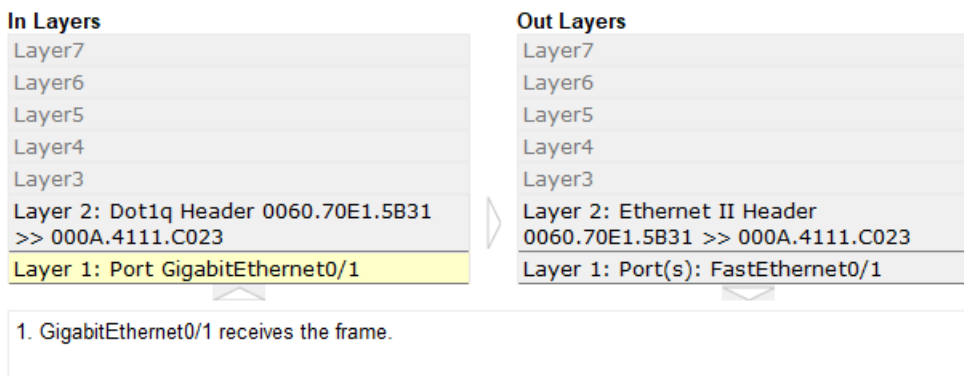 In Layers
Layer7
Layer6
Layer5
Layer4
Layer3
Layer 2: Dot1q Header 0060.70E1.5B31
>> 000A.4111.C023
Layer 1: Port GigabitEthernet0/1
Out Layers
Layer7
Layer6
Layer5
Layer4
Layer3
Layer 2: Ethernet II Header
0060.70E1.5B31 >> 000A.4111.C023
Layer 1: Port(s): FastEthernet0/1
1. GigabitEthernet0/1 receives the frame.